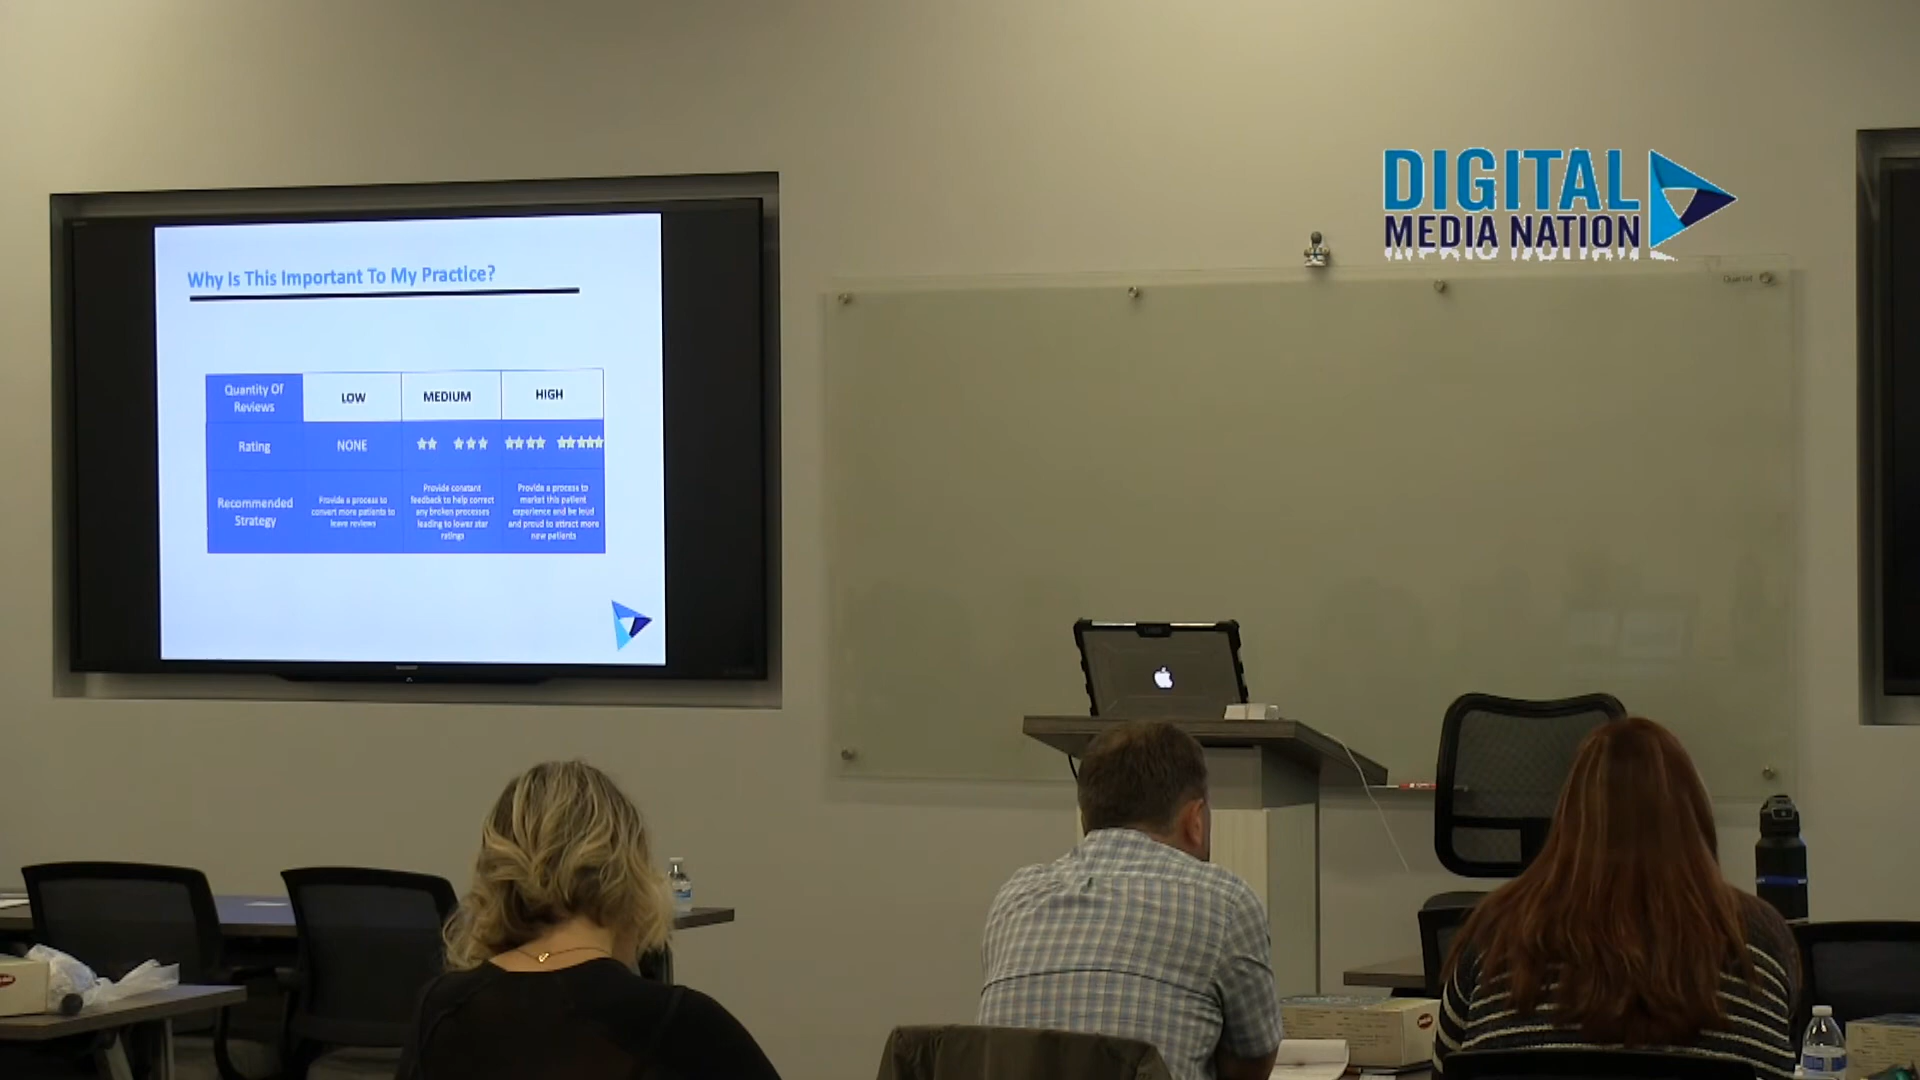 DIGITAL
MEDIA NATION
Why Is This Important To My Practice?
Quantity Of
Reviews
LOW
MEDIUM
HIGH
Rating
NONE
Recommended
Strategy
Provide a process to
convert more patients to
leave reviews
Provide constant
feedback to help correct
any broken processes
leading to lower star
ratings
Provide a process to
market this patient
experience and be loud
and proud to attract more
new patients